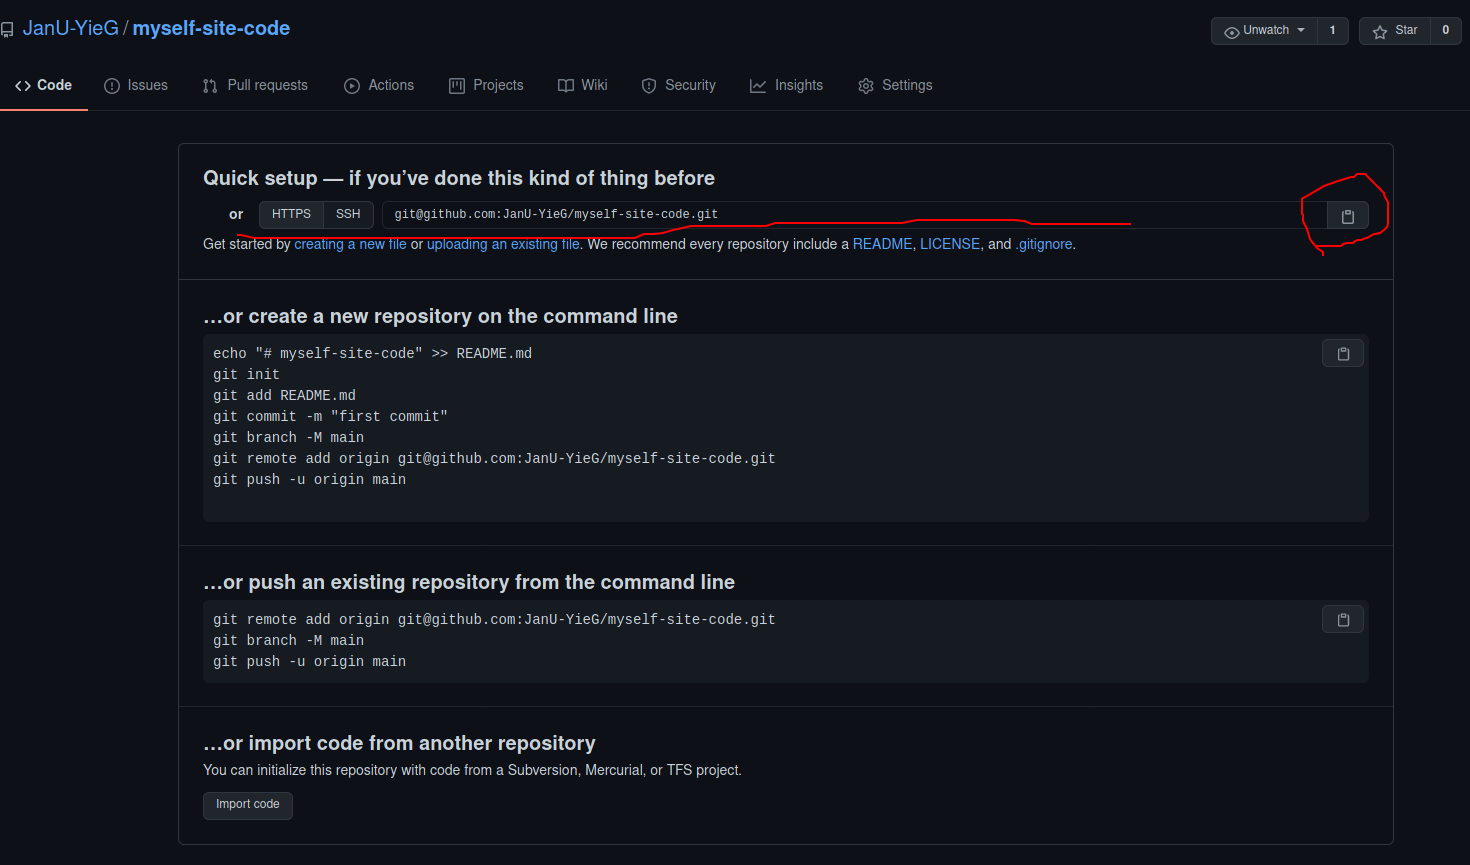 JanU-YieG / myself-site-code
Unwatch 1 Star 0
Code Issues Pull requests Actions Projects Wiki Security Insights Settings
Quick setup — if you’ve done this kind of thing before
or HTTPS SSH git@github.com:JanU-YieG/myself-site-code.git
Get started by creating a new file or uploading an existing file. We recommend every repository include a README, LICENSE, and .gitignore.
…or create a new repository on the command line
echo "# myself-site-code" >> README.md
git init
git add README.md
git commit -m "first commit"
git branch -M main
git remote add origin git@github.com:JanU-YieG/myself-site-code.git
git push -u origin main
…or push an existing repository from the command line
git remote add origin git@github.com:JanU-YieG/myself-site-code.git
git branch -M main
git push -u origin main
…or import code from another repository
You can initialize this repository with code from a Subversion, Mercurial, or TFS project.
Import code